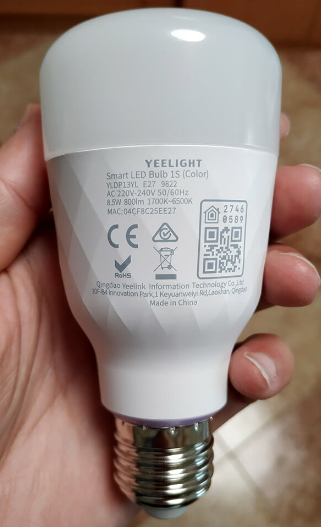 YEELIGHT
Smart LED Bulb 1S (Color)
YLDP13YL E27 9822
AC 220V-240V 50/60Hz
8.5W 800lm 1700K-6500K
MAC:04CF8C25EE27
2746
0589
CE
RoHS
Qingdao Yeelink Information Technology Co.,Ltd
10F-B4 Innovation Park,1 Keyuanweiyi Rd,Laoshan, Qingdao
Made in China